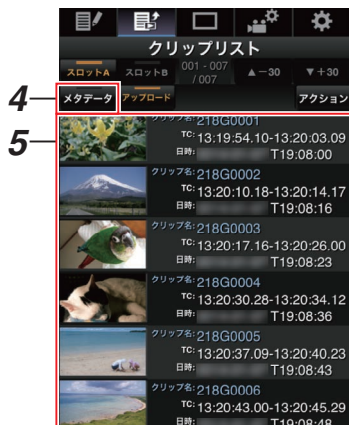 クリップリスト
スロットA スロットB 001 - 007 / 007 ▲−30 ▼+30
4 メタデータ アップロード アクション
5
クリップ名: 218G0001
TC: 13:19:54.10-13:20:03.09
日時: T19:08:00
クリップ名: 218G0002
TC: 13:20:10.18-13:20:14.17
日時: T19:08:16
クリップ名: 218G0003
TC: 13:20:17.16-13:20:26.00
日時: T19:08:23
クリップ名: 218G0004
TC: 13:20:30.28-13:20:34.12
日時: T19:08:36
クリップ名: 218G0005
TC: 13:20:37.09-13:20:40.23
日時: T19:08:43
クリップ名: 218G0006
TC: 13:20:43.00-13:20:45.29
日時: T19:08:48